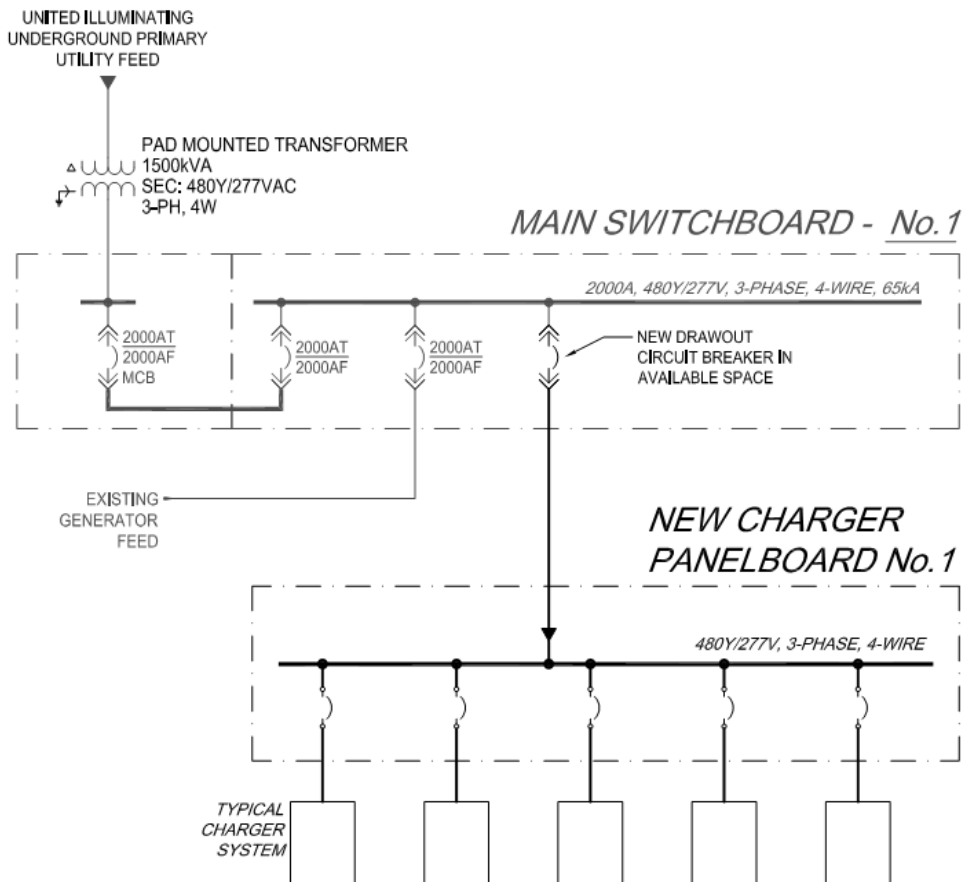 UNITED ILLUMINATING
UNDERGROUND PRIMARY
UTILITY FEED
PAD MOUNTED TRANSFORMER
1500kVA
SEC: 480Y/277VAC
3-PH, 4W
Δ
MAIN SWITCHBOARD - No.1
2000A, 480Y/277V, 3-PHASE, 4-WIRE, 65kA
2000AT
2000AF
MCB
2000AT
2000AF
2000AT
2000AF
NEW DRAWOUT
CIRCUIT BREAKER IN
AVAILABLE SPACE
EXISTING
GENERATOR
FEED
NEW CHARGER
PANELBOARD No.1
480Y/277V, 3-PHASE, 4-WIRE
TYPICAL
CHARGER
SYSTEM